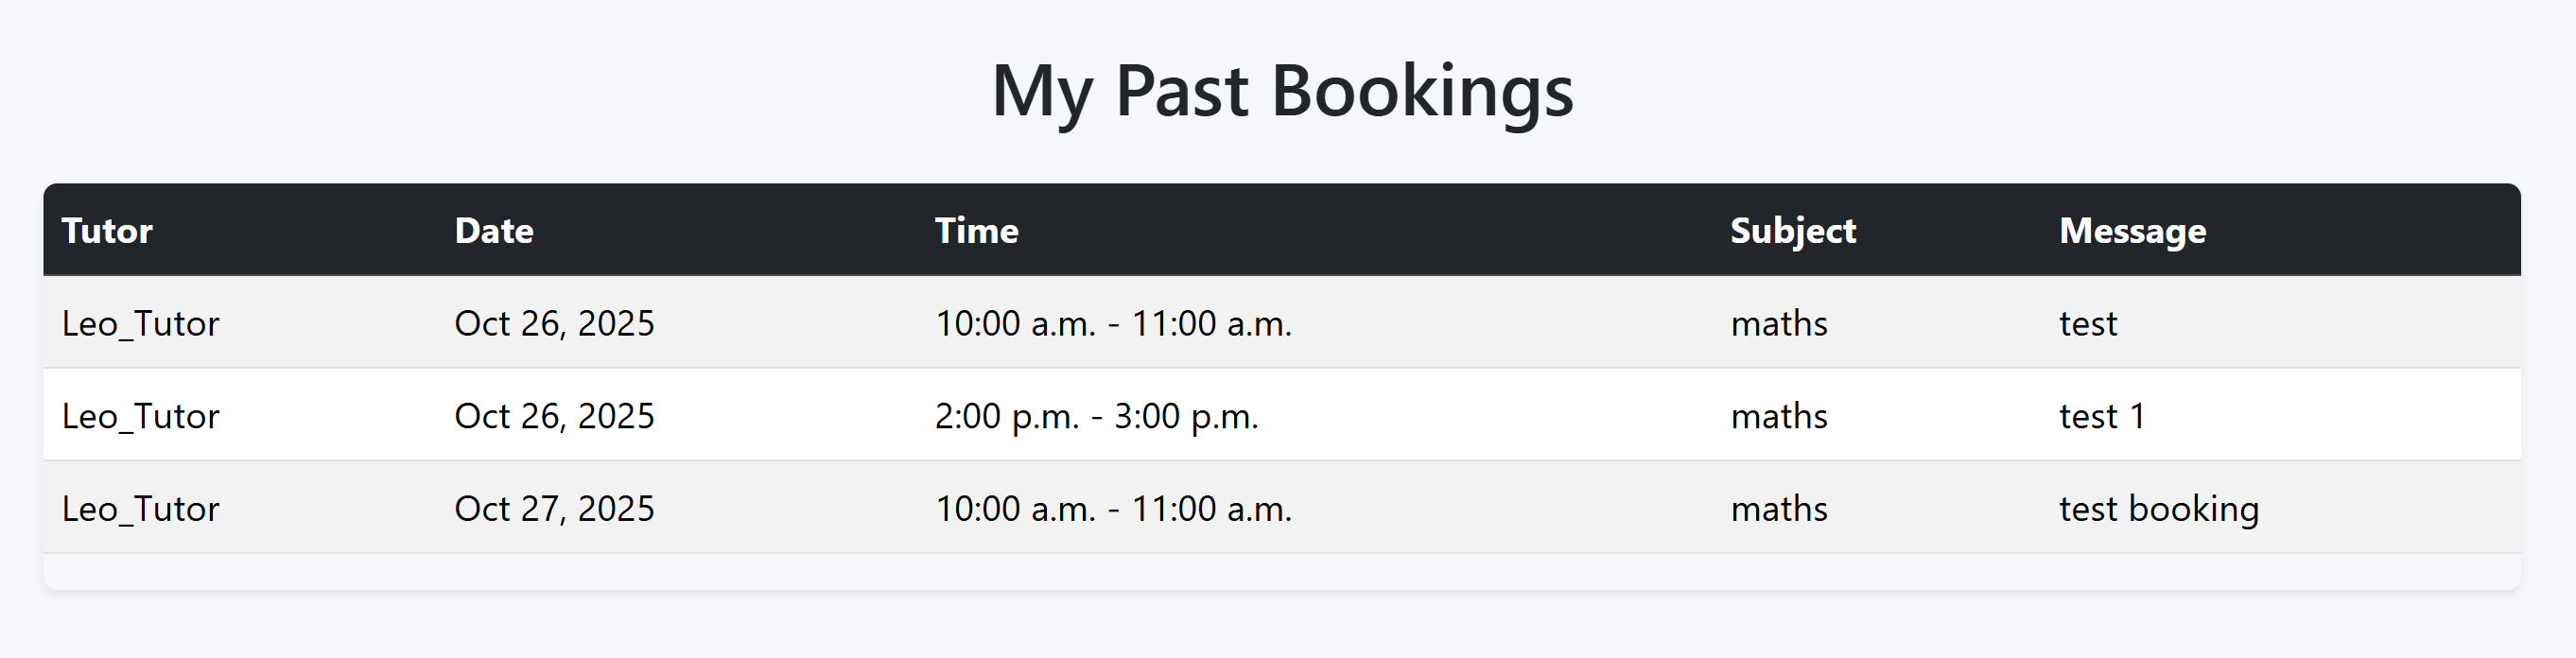 My Past Bookings
Tutor Date Time Subject Message
Leo_Tutor Oct 26, 2025 10:00 a.m. - 11:00 a.m. maths test
Leo_Tutor Oct 26, 2025 2:00 p.m. - 3:00 p.m. maths test 1
Leo_Tutor Oct 27, 2025 10:00 a.m. - 11:00 a.m. maths test booking